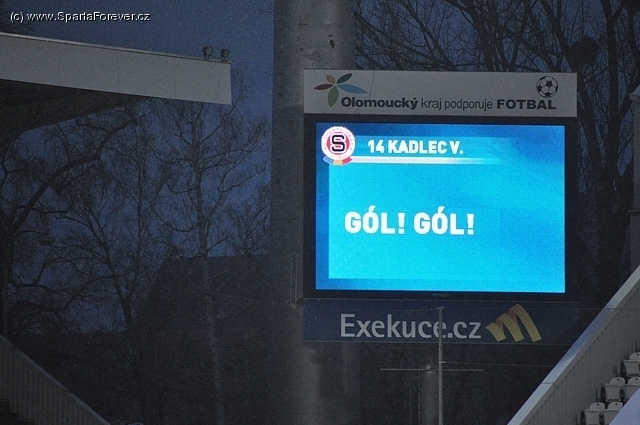 (c) www.SpartaForever.cz
Olomoucký kraj podporuje FOTBAL
S
14 KADLEC V.
GÓL! GÓL!
Exekuce.cz